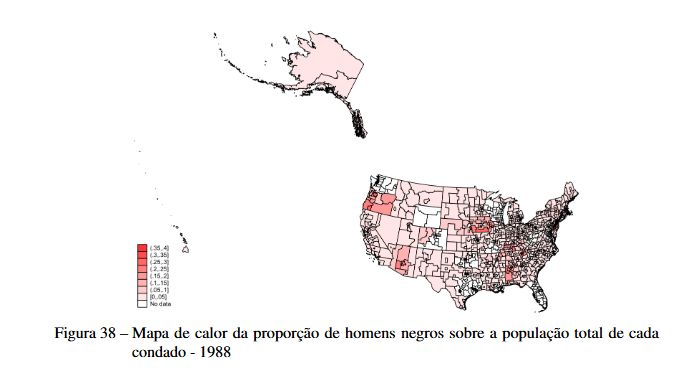 (.35,.4]
(.3,.35]
(.25,.3]
(.2,.25]
(.15,.2]
(.1,.15]
(.05,.1]
[0,.05]
No data
Figura 38 – Mapa de calor da proporção de homens negros sobre a população total de cada
condado - 1988